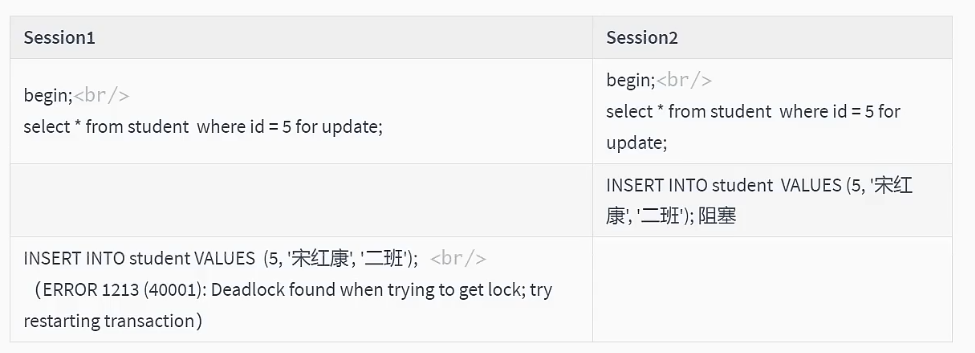 Session1
Session2
begin;<br/>
select * from student  where id = 5 for update;
begin;<br/>
select * from student  where id = 5 for
update;
INSERT INTO student  VALUES (5, '宋红
康', '二班'); 阻塞
INSERT INTO student VALUES  (5, '宋红康', '二班');  <br/>
（ERROR 1213 (40001): Deadlock found when trying to get lock; try
restarting transaction）